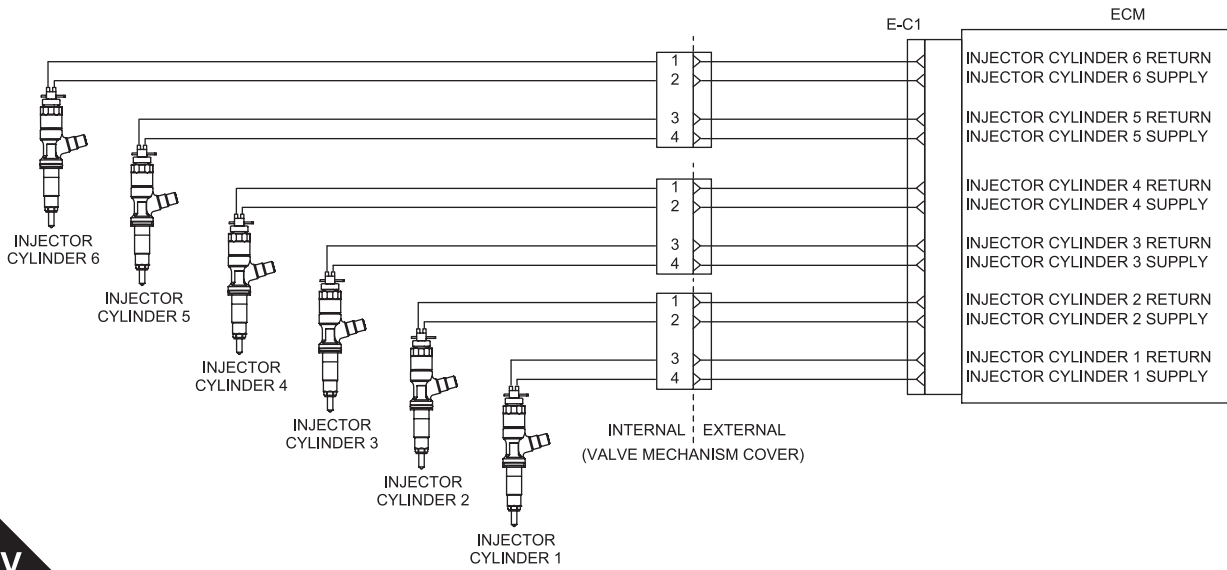 ECM
E-C1
1 INJECTOR CYLINDER 6 RETURN
2 INJECTOR CYLINDER 6 SUPPLY
3 INJECTOR CYLINDER 5 RETURN
4 INJECTOR CYLINDER 5 SUPPLY
1 INJECTOR CYLINDER 4 RETURN
2 INJECTOR CYLINDER 4 SUPPLY
3 INJECTOR CYLINDER 3 RETURN
4 INJECTOR CYLINDER 3 SUPPLY
1 INJECTOR CYLINDER 2 RETURN
2 INJECTOR CYLINDER 2 SUPPLY
3 INJECTOR CYLINDER 1 RETURN
4 INJECTOR CYLINDER 1 SUPPLY
INJECTOR
CYLINDER 6
INJECTOR
CYLINDER 5
INJECTOR
CYLINDER 4
INJECTOR
CYLINDER 3
INJECTOR
CYLINDER 2
INJECTOR
CYLINDER 1
INTERNAL EXTERNAL
(VALVE MECHANISM COVER)
V